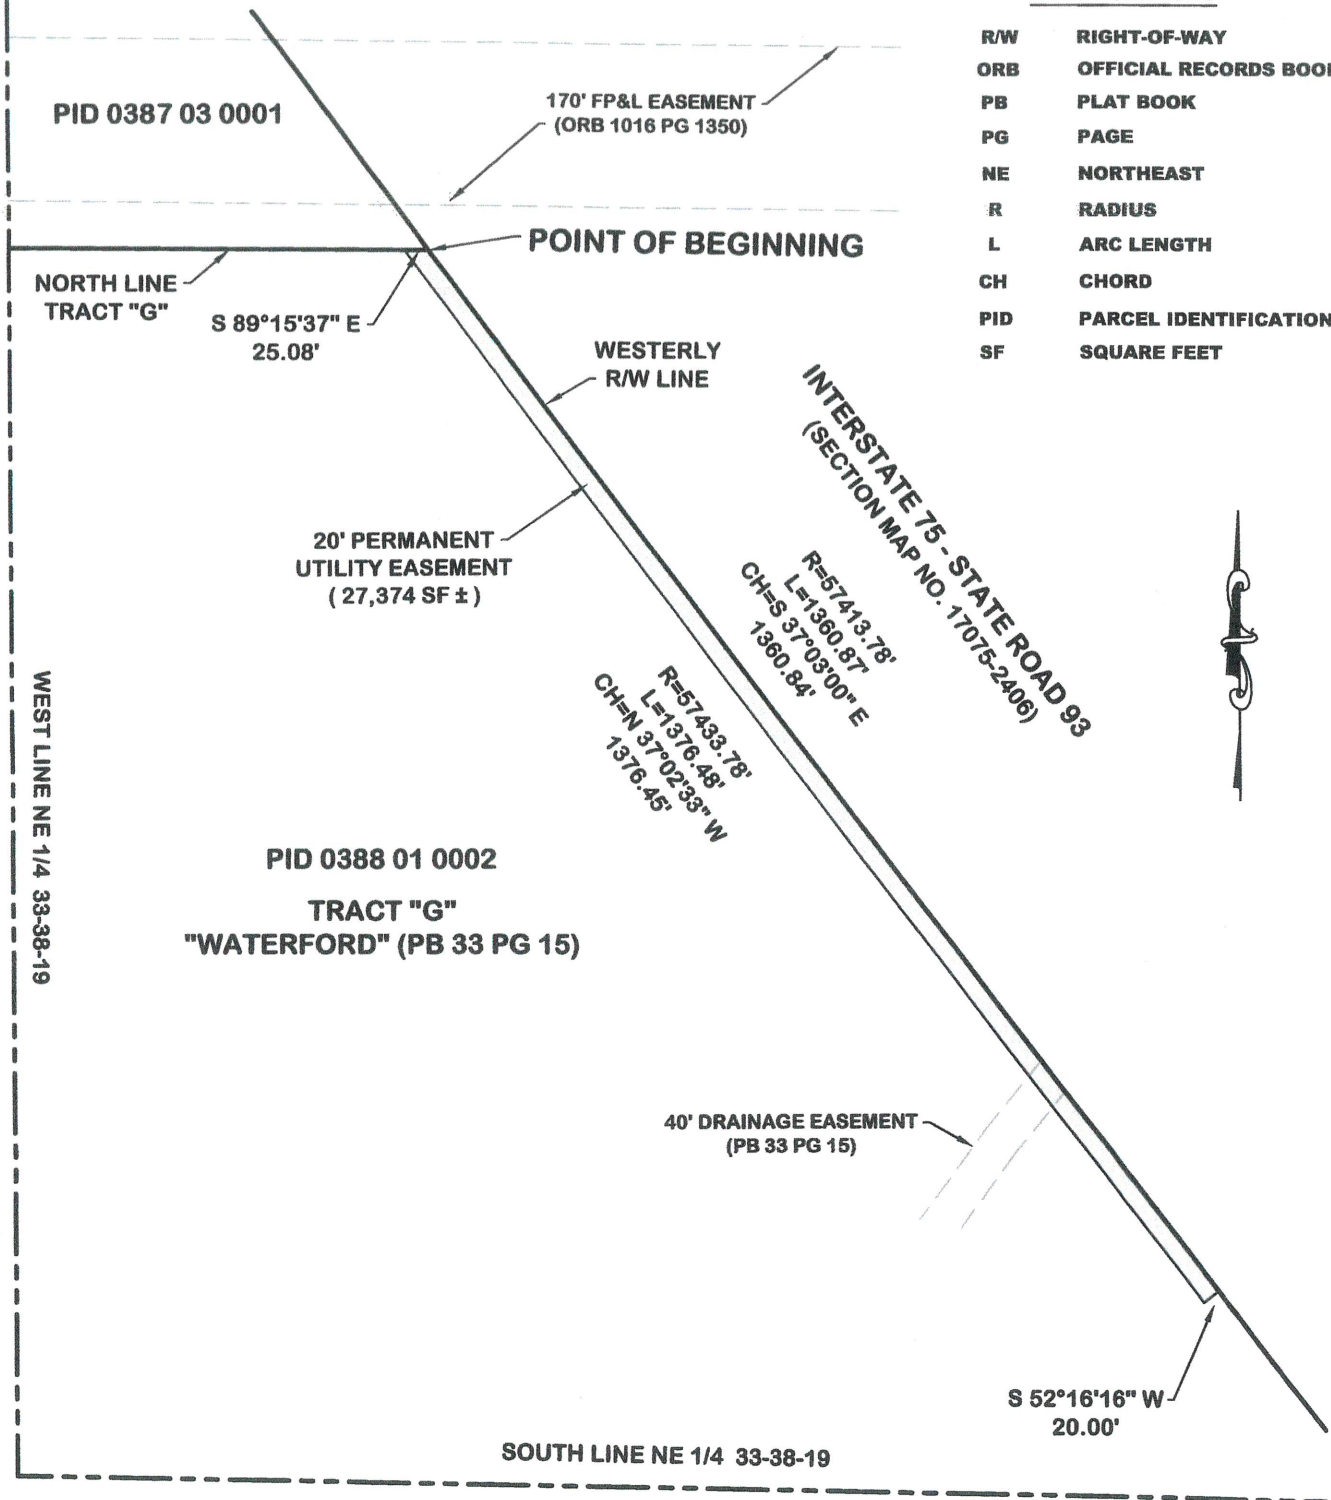 R/W RIGHT-OF-WAY
ORB OFFICIAL RECORDS BOO
PB PLAT BOOK
PG PAGE
NE NORTHEAST
R RADIUS
L ARC LENGTH
CH CHORD
PID PARCEL IDENTIFICATION
SF SQUARE FEET
PID 0387 03 0001
170' FP&L EASEMENT
(ORB 1016 PG 1350)
POINT OF BEGINNING
NORTH LINE
TRACT "G"
S 89°15'37" E
25.08'
WESTERLY
R/W LINE
INTERSTATE 75 - STATE ROAD 93
(SECTION MAP NO. 17075-2406)
20' PERMANENT
UTILITY EASEMENT
( 27,374 SF ± )
R=57413.78'
L=1360.87'
CH=S 37°03'00" E
1360.84'
R=57433.78'
L=1376.48'
CH=N 37°02'33" W
1376.45'
WEST LINE NE 1/4 33-38-19
PID 0388 01 0002
TRACT "G"
"WATERFORD" (PB 33 PG 15)
40' DRAINAGE EASEMENT
(PB 33 PG 15)
S 52°16'16" W
20.00'
SOUTH LINE NE 1/4 33-38-19